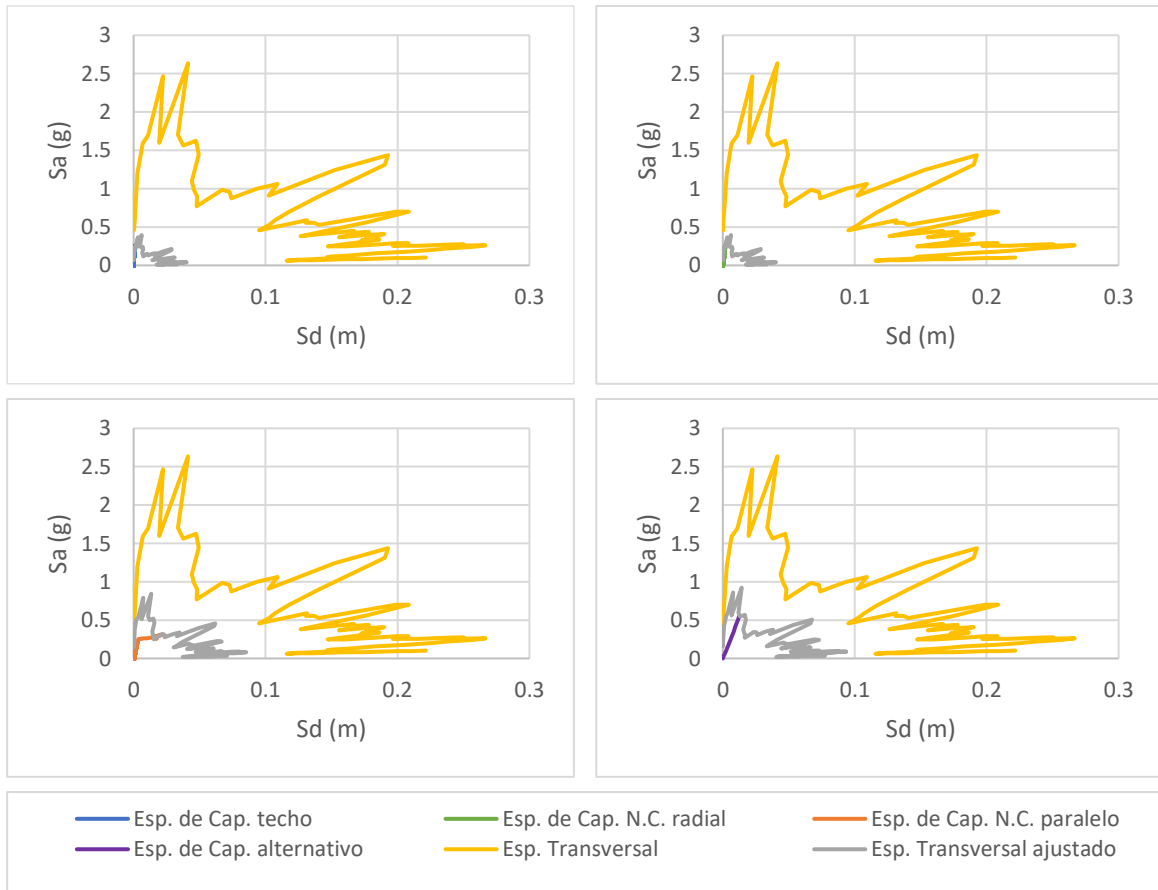 3
2.5
2
1.5
1
0.5
0
0 0.1 0.2 0.3
Sa (g)
Sd (m)
3
2.5
2
1.5
1
0.5
0
0 0.1 0.2 0.3
Sa (g)
Sd (m)
3
2.5
2
1.5
1
0.5
0
0 0.1 0.2 0.3
Sa (g)
Sd (m)
3
2.5
2
1.5
1
0.5
0
0 0.1 0.2 0.3
Sa (g)
Sd (m)
Esp. de Cap. techo Esp. de Cap. N.C. radial Esp. de Cap. N.C. paralelo
Esp. de Cap. alternativo Esp. Transversal Esp. Transversal ajustado